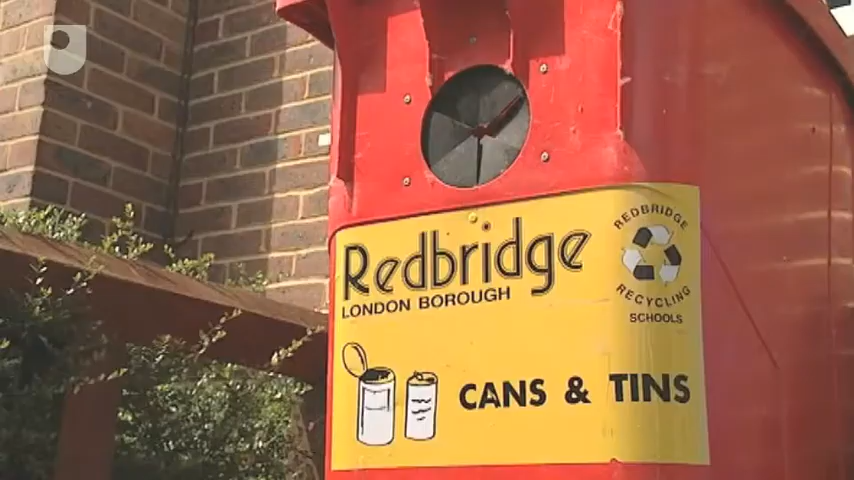 Redbridge
LONDON BOROUGH
REDBRIDGE
RECYCLING
SCHOOLS
CANS & TINS